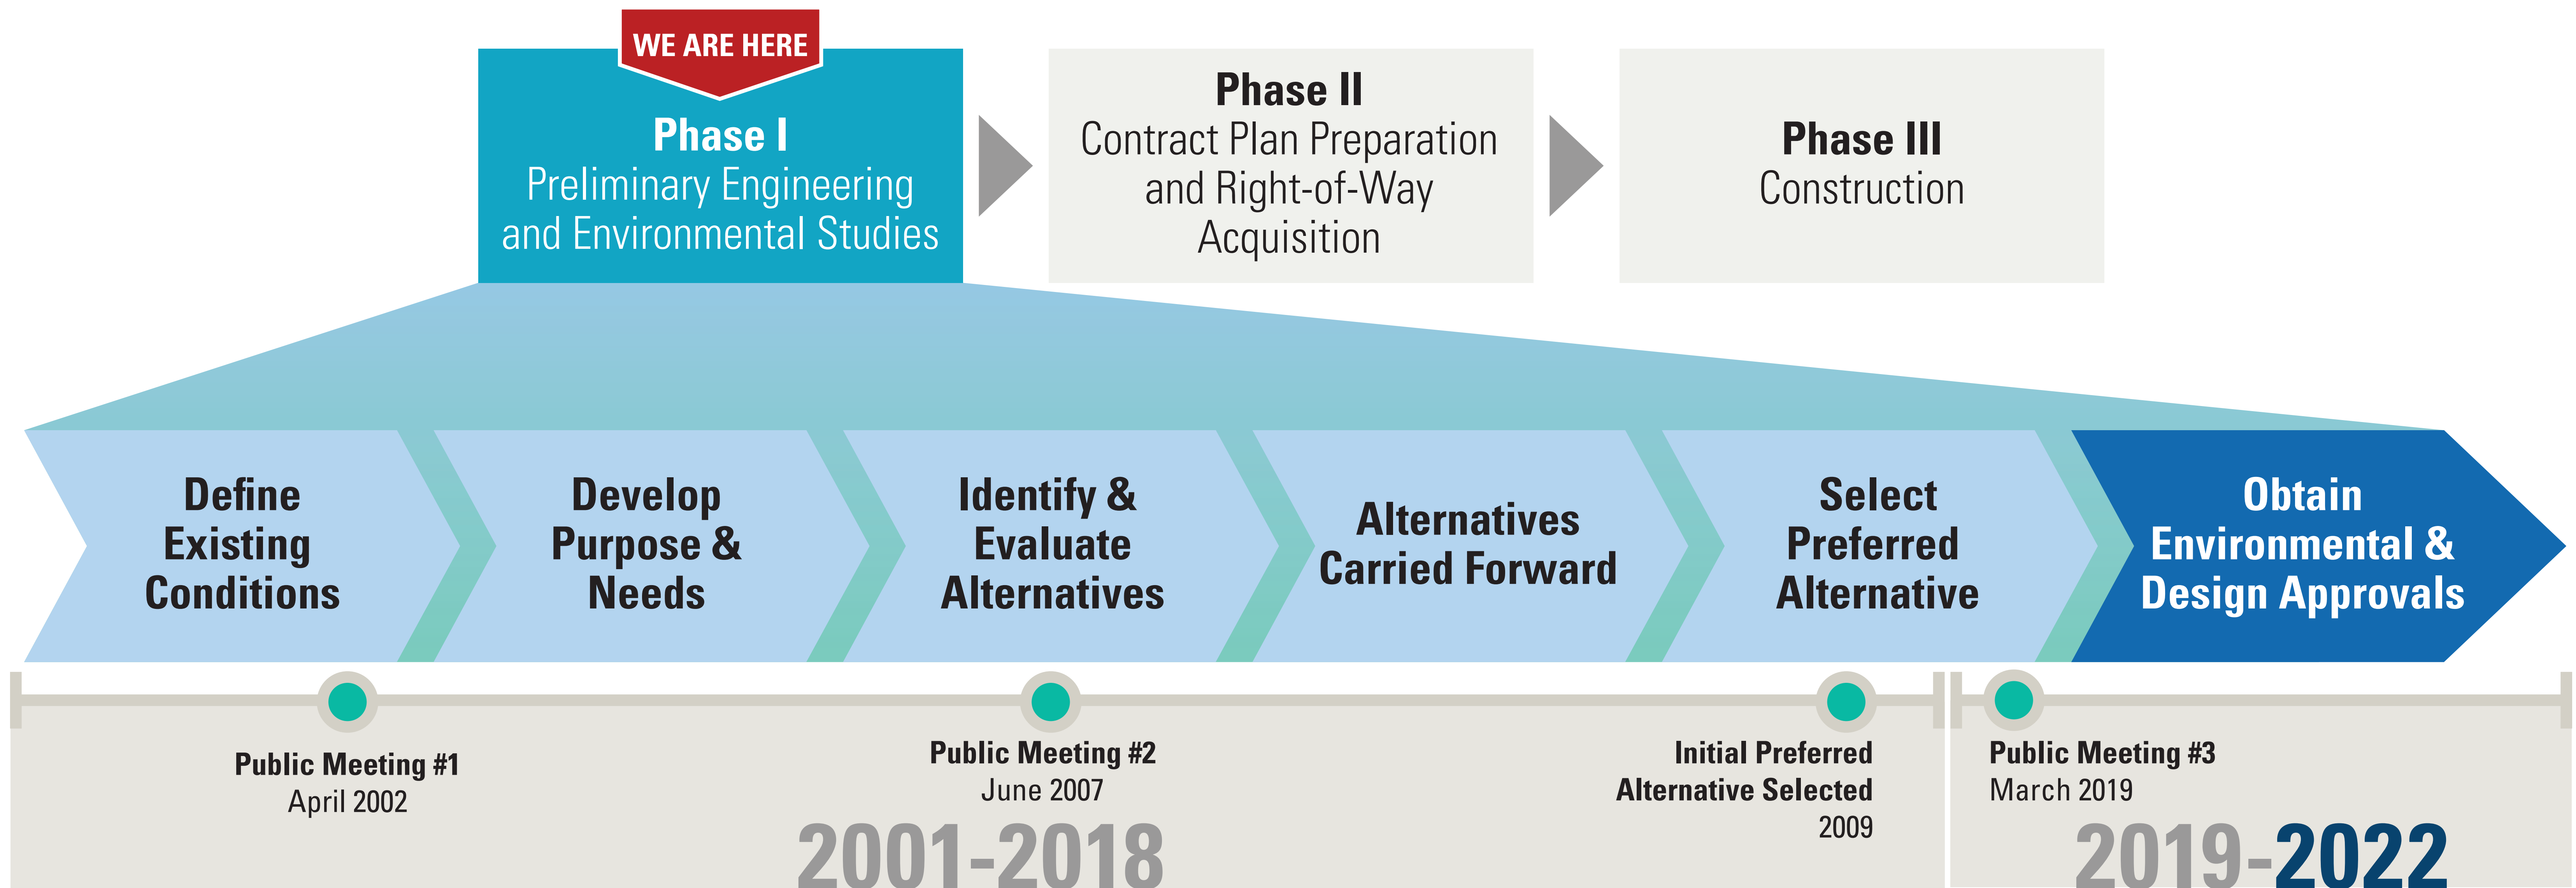 WE ARE HERE
Phase I
Preliminary Engineering
and Environmental Studies
Phase II
Contract Plan Preparation
and Right-of-Way
Acquisition
Phase III
Construction
Define
Existing
Conditions
Develop
Purpose &
Needs
Identify &
Evaluate
Alternatives
Alternatives
Carried Forward
Select
Preferred
Alternative
Obtain
Environmental &
Design Approvals
Public Meeting #1
April 2002
Public Meeting #2
June 2007
Initial Preferred
Alternative Selected
2009
Public Meeting #3
March 2019
2001-2018
2019-2022